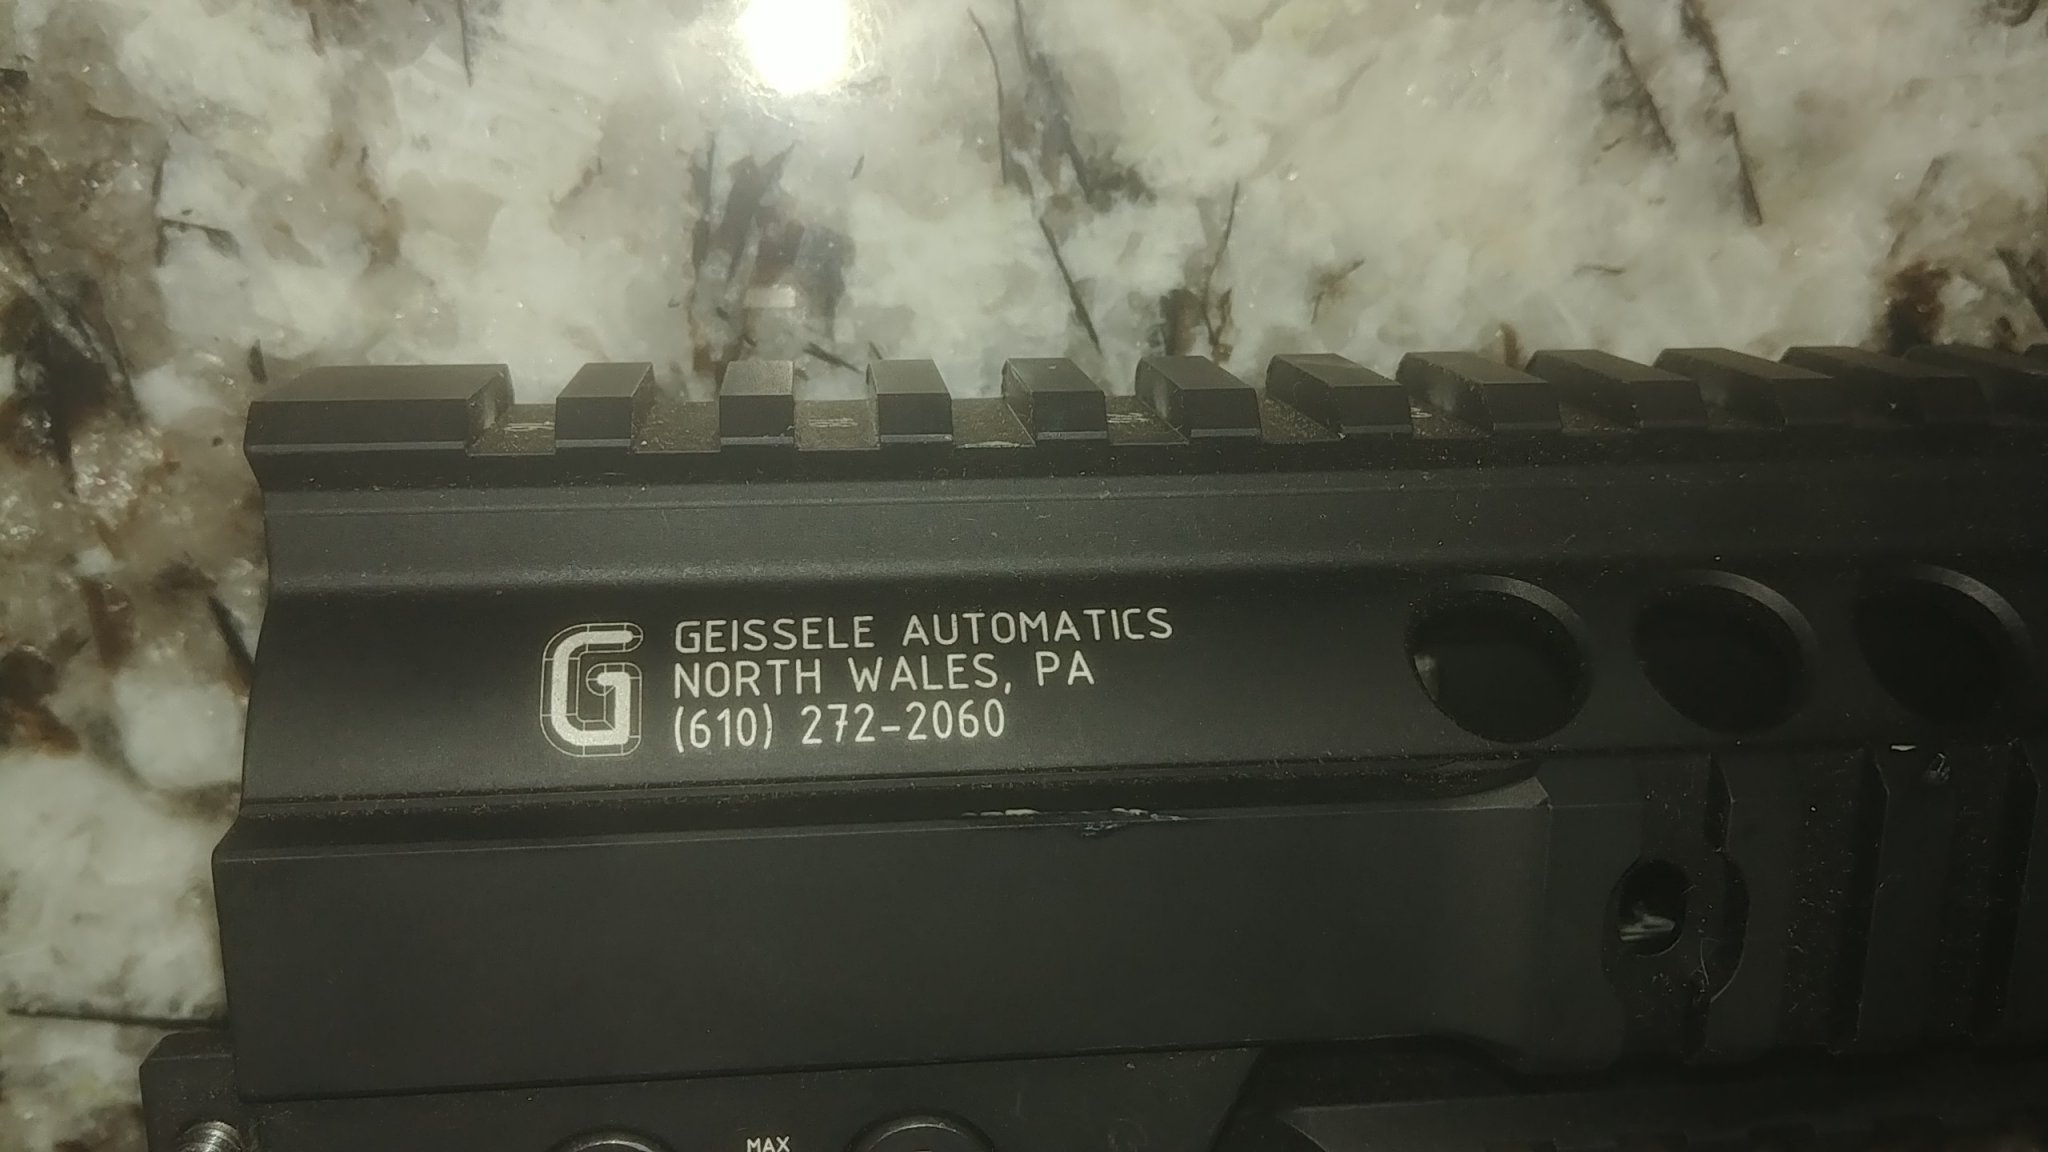 GEISSELE AUTOMATICS
NORTH WALES, PA
(610) 272-2060
MAX